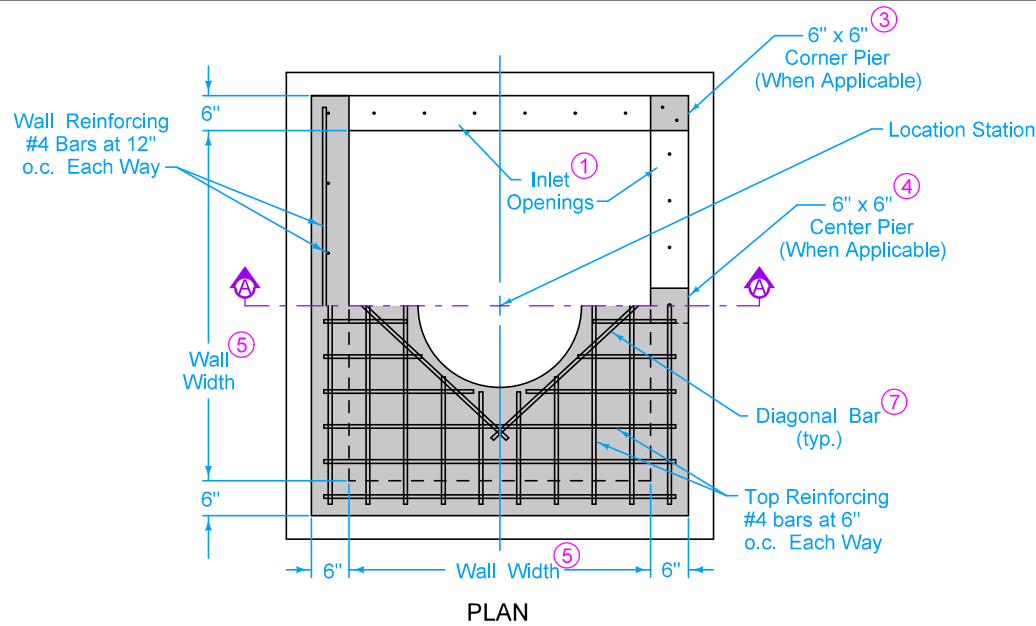 6" x 6" 3
Corner Pier
(When Applicable)
6"
Wall Reinforcing
#4 Bars at 12"
o.c. Each Way
Location Station
Inlet 1
Openings
6" x 6" 4
Center Pier
(When Applicable)
A
A
Wall 5
Width
Diagonal Bar 7
(typ.)
6"
Top Reinforcing
#4 bars at 6"
o.c. Each Way
6"
Wall Width 5
6"
PLAN